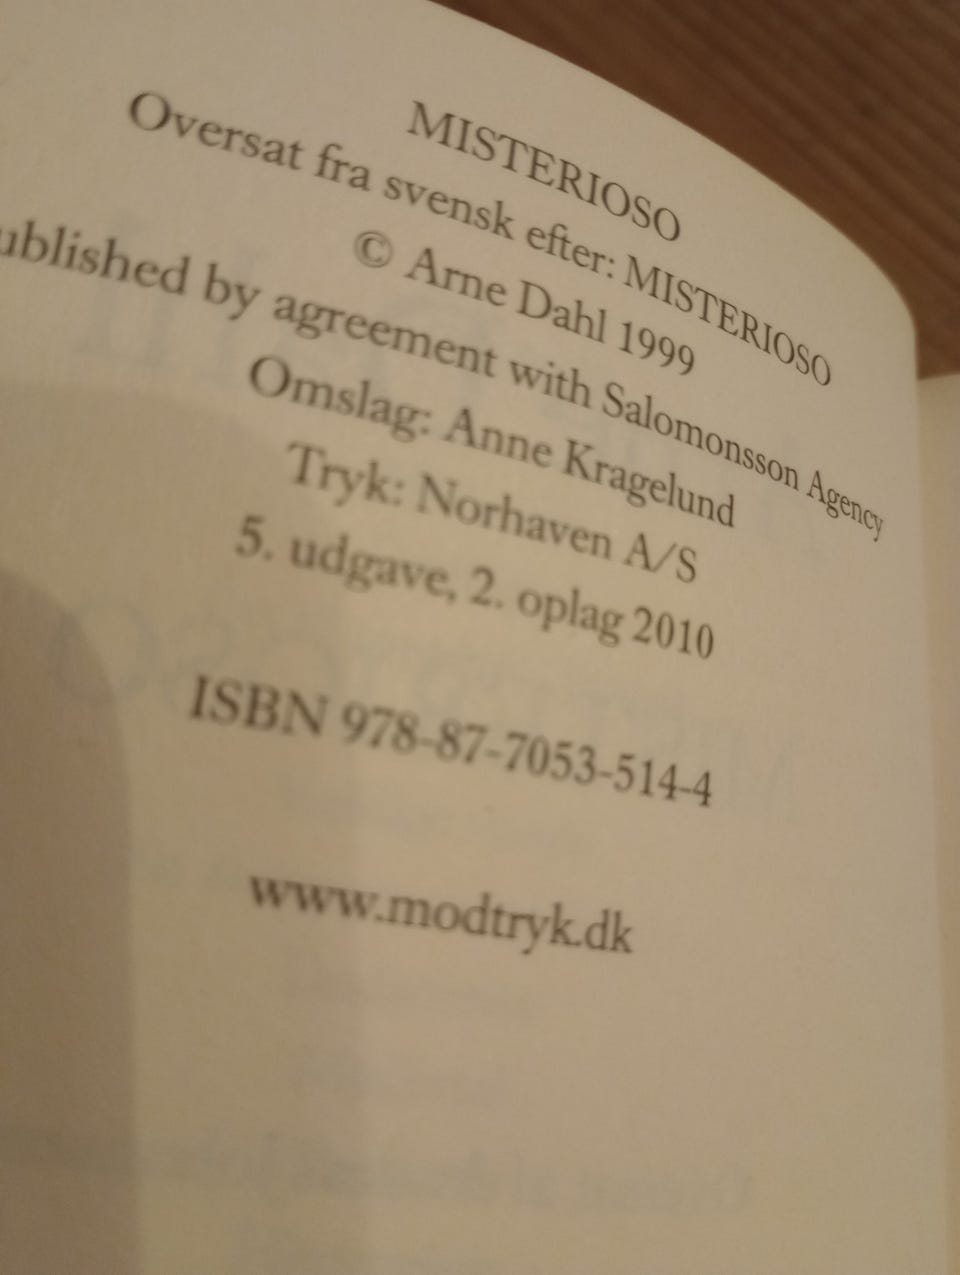 MISTERIOSO
Oversat fra svensk efter: MISTERIOSO
© Arne Dahl 1999
ublished by agreement with Salomonsson Agency
Omslag: Anne Kragelund
Tryk: Norhaven A/S
5. udgave, 2. oplag 2010
ISBN 978-87-7053-514-4
www.modtryk.dk